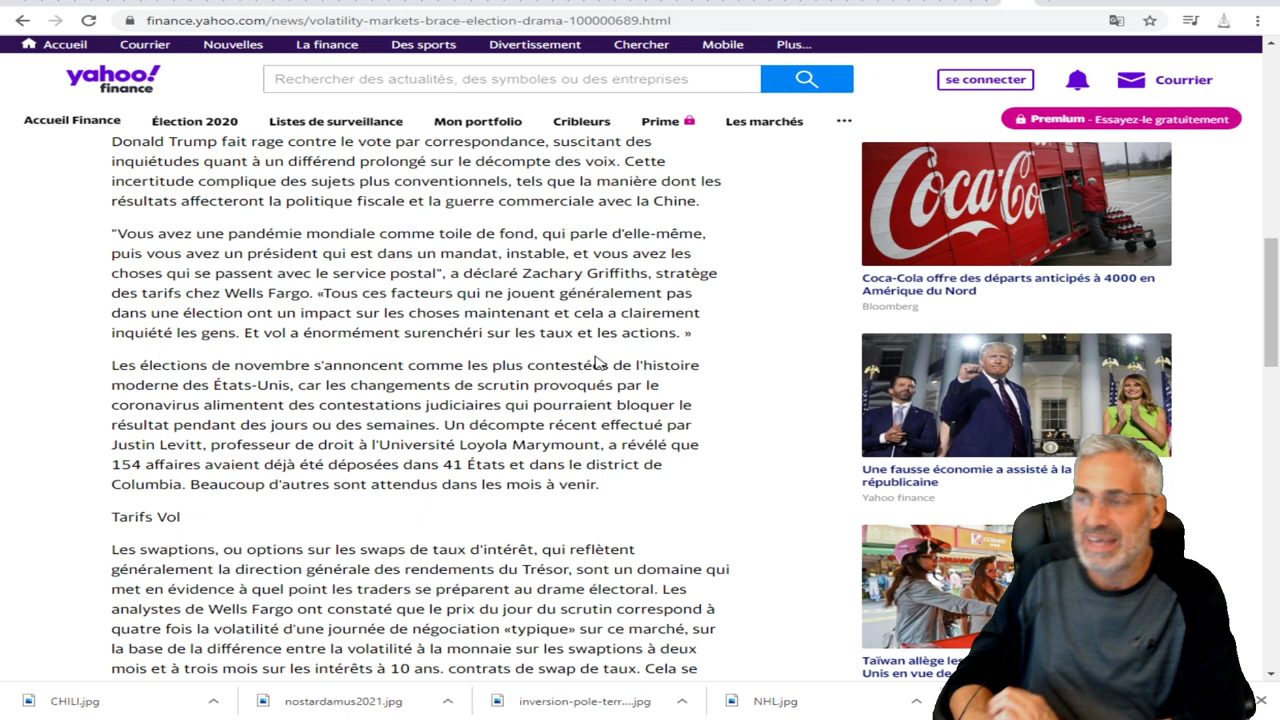 finance.yahoo.com/news/volatility-markets-brace-election-drama-100000689.html
Accueil Courrier Nouvelles La finance Des sports Divertissement Chercher Mobile Plus...
yahoo!
finance
Rechercher des actualités, des symboles ou des entreprises
se connecter
Courrier
Accueil Finance Élection 2020 Listes de surveillance Mon portfolio Cribleurs Prime Les marchés ...
Premium - Essayez-le gratuitement
Donald Trump fait rage contre le vote par correspondance, suscitant des
inquiétudes quant à un différend prolongé sur le décompte des voix. Cette
incertitude complique des sujets plus conventionnels, tels que la manière dont les
résultats affecteront la politique fiscale et la guerre commerciale avec la Chine.
"Vous avez une pandémie mondiale comme toile de fond, qui parle d'elle-même,
puis vous avez un président qui est dans un mandat, instable, et vous avez les
choses qui se passent avec le service postal", a déclaré Zachary Griffiths, stratège
des tarifs chez Wells Fargo. «Tous ces facteurs qui ne jouent généralement pas
dans une élection ont un impact sur les choses maintenant et cela a clairement
inquiété les gens. Et vol a énormément surenchéri sur les taux et les actions. »
Les élections de novembre s'annoncent comme les plus contestées de l'histoire
moderne des États-Unis, car les changements de scrutin provoqués par le
coronavirus alimentent des contestations judiciaires qui pourraient bloquer le
résultat pendant des jours ou des semaines. Un décompte récent effectué par
Justin Levitt, professeur de droit à l'Université Loyola Marymount, a révélé que
154 affaires avaient déjà été déposées dans 41 États et dans le district de
Columbia. Beaucoup d'autres sont attendus dans les mois à venir.
Tarifs Vol
Les swaptions, ou options sur les swaps de taux d'intérêt, qui reflètent
généralement la direction générale des rendements du Trésor, sont un domaine qui
met en évidence à quel point les traders se préparent au drame électoral. Les
analystes de Wells Fargo ont constaté que le prix du jour du scrutin correspond à
quatre fois la volatilité d'une journée de négociation «typique» sur ce marché, sur
la base de la différence entre la volatilité à la monnaie sur les swaptions à deux
mois et à trois mois sur les intérêts à 10 ans. contrats de swap de taux. Cela se
Coca-Cola
Coca-Cola offre des départs anticipés à 4000 en
Amérique du Nord
Bloomberg
Une fausse économie a assisté à la
républicaine
Yahoo finance
Taïwan allège les
Unis en vue de
CHILI.jpg
nostardamus2021.jpg
inversion-pole-terr....jpg
NHL.jpg